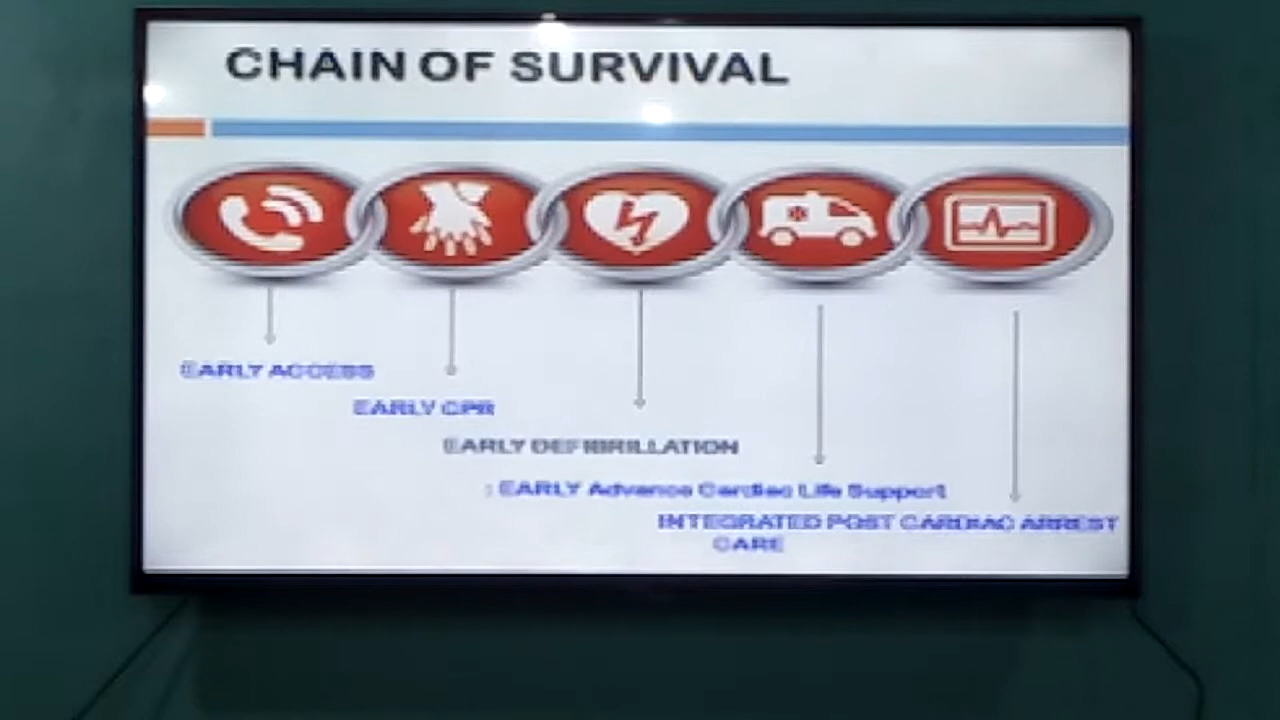 CHAIN OF SURVIVAL
EARLY ACCESS
EARLY CPR
EARLY DEFIBRILLATION
: EARLY Advance Cardiac Life Support
INTEGRATED POST CARDIAC ARREST
CARE